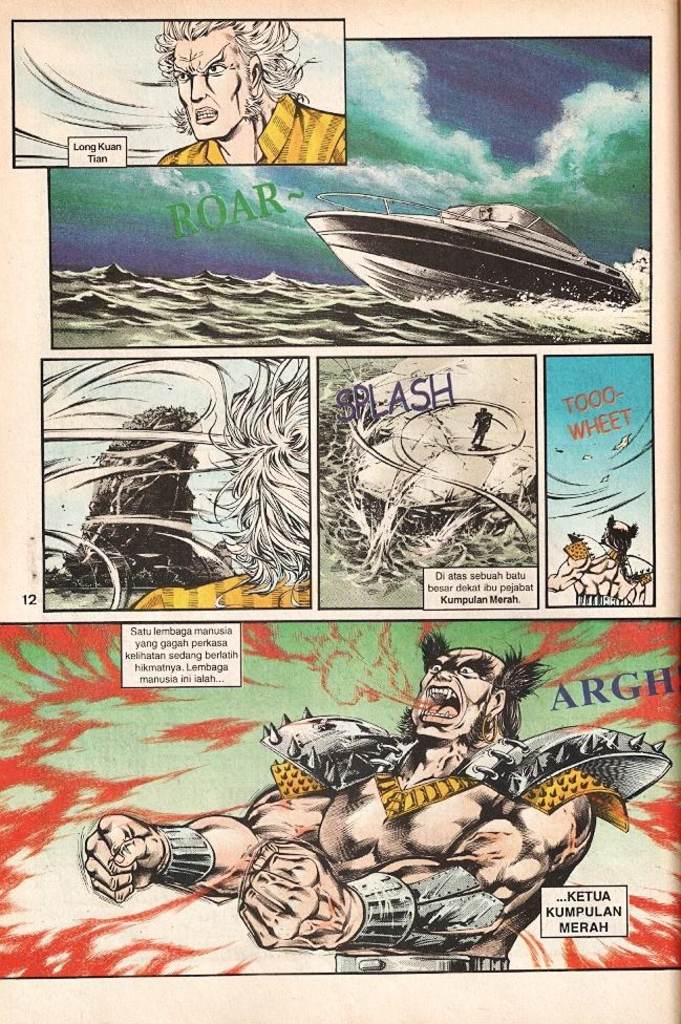 Long Kuan
Tian
ROAR~
SPLASH
Di atas sebuah batu
besar dekat ibu pejabat
Kumpulan Merah.
TOOO-
WHEET
12
Satu lembaga manusia
yang gagah perkasa
kelihatan sedang berlatih
hikmatnya. Lembaga
manusia ini ialah...
ARGH
...KETUA
KUMPULAN
MERAH